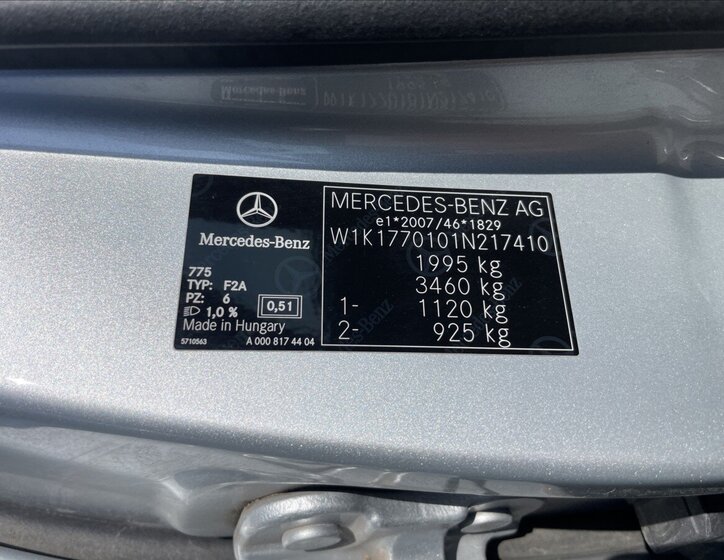 Mercedes-Benz
775
TYP: F2A
PZ: 6
1,0 % 0,51
Made in Hungary
5710563 A 000 817 44 04
MERCEDES-BENZ AG
e1*2007/46*1829
W1K1770101N217410
1995 kg
3460 kg
1- 1120 kg
2- 925 kg